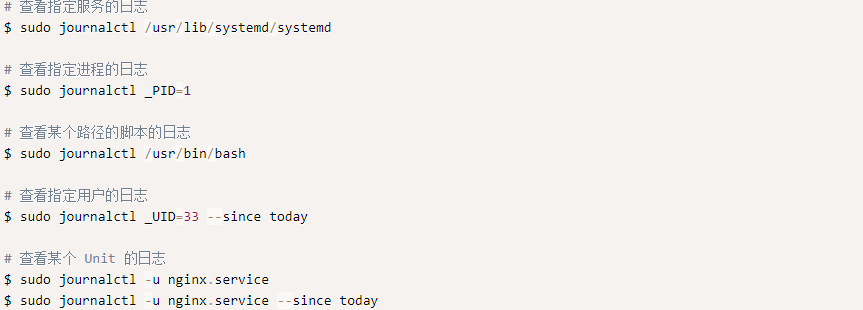 # 查看指定服务的日志
$ sudo journalctl /usr/lib/systemd/systemd
# 查看指定进程的日志
$ sudo journalctl _PID=1
# 查看某个路径的脚本的日志
$ sudo journalctl /usr/bin/bash
# 查看指定用户的日志
$ sudo journalctl _UID=33 --since today
# 查看某个 Unit 的日志
$ sudo journalctl -u nginx.service
$ sudo journalctl -u nginx.service --since today